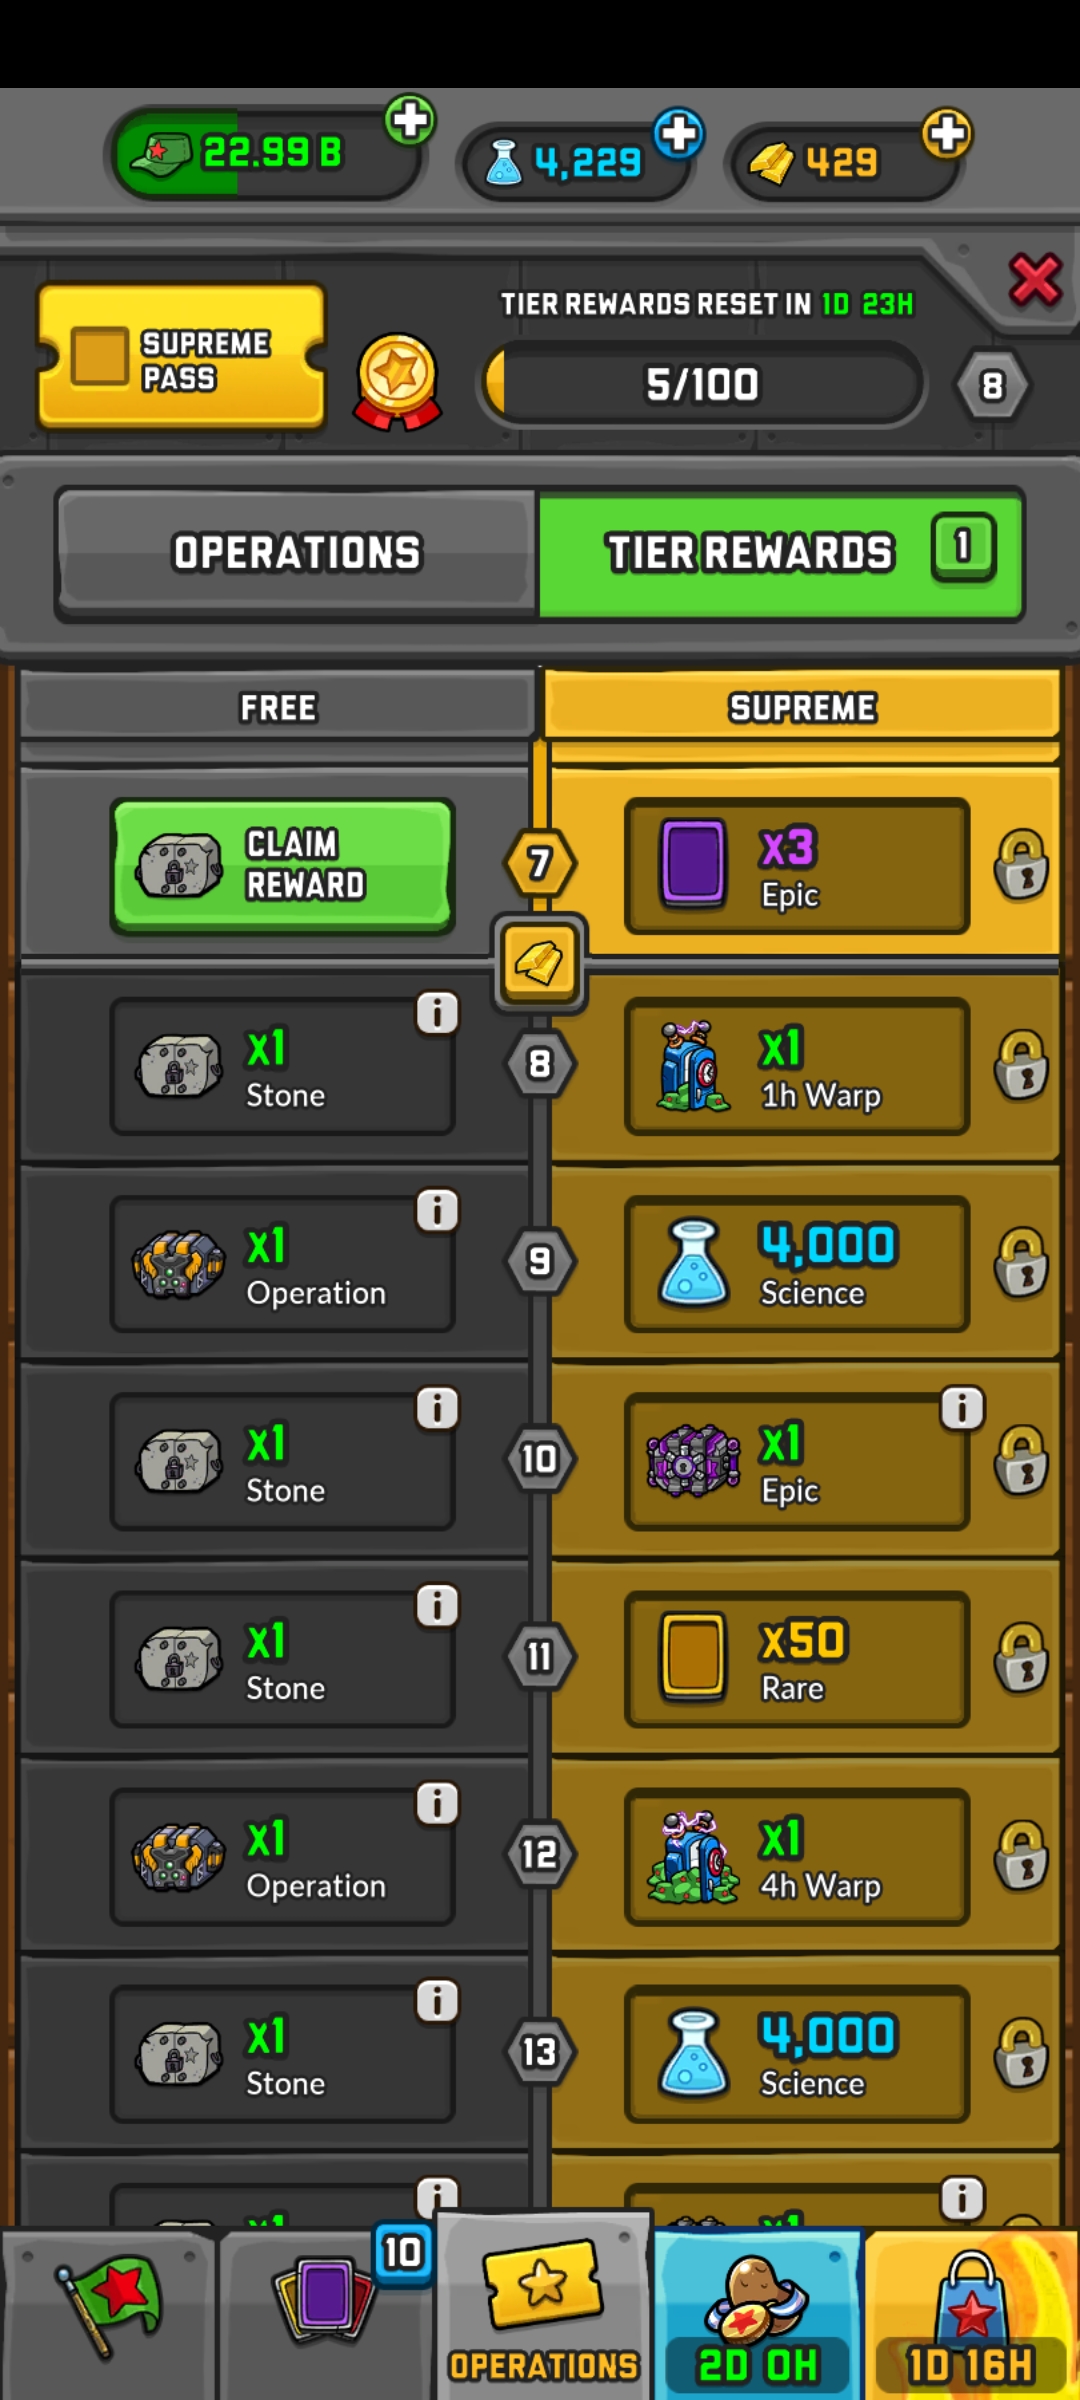 22.99 B
4,229
429
SUPREME
PASS
TIER REWARDS RESET IN 1D 23H
5/100
8
OPERATIONS
TIER REWARDS
1
FREE
SUPREME
CLAIM
REWARD
7
x3
Epic
x1
Stone
8
x1
1h Warp
x1
Operation
9
4,000
Science
x1
Stone
10
x1
Epic
x1
Stone
11
x50
Rare
x1
Operation
12
x1
4h Warp
x1
Stone
13
4,000
Science
x1
x1
10
OPERATIONS
2D 0H
1D 16H